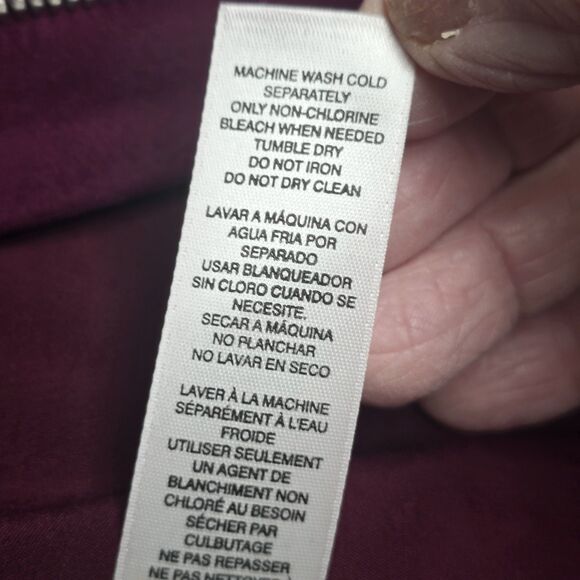 MACHINE WASH COLD
SEPARATELY
ONLY NON-CHLORINE
BLEACH WHEN NEEDED
TUMBLE DRY
DO NOT IRON
DO NOT DRY CLEAN
LAVAR A MÁQUINA CON
AGUA FRIA POR
SEPARADO
USAR BLANQUEADOR
SIN CLORO CUANDO SE
NECESITE.
SECAR A MÁQUINA
NO PLANCHAR
NO LAVAR EN SECO
LAVER À LA MACHINE
SÉPARÉMENT À L'EAU
FROIDE
UTILISER SEULEMENT
UN AGENT DE
BLANCHIMENT NON
CHLORÉ AU BESOIN
SÉCHER PAR
CULBUTAGE
NE PAS REPASSER
NE PAS NETTOYER